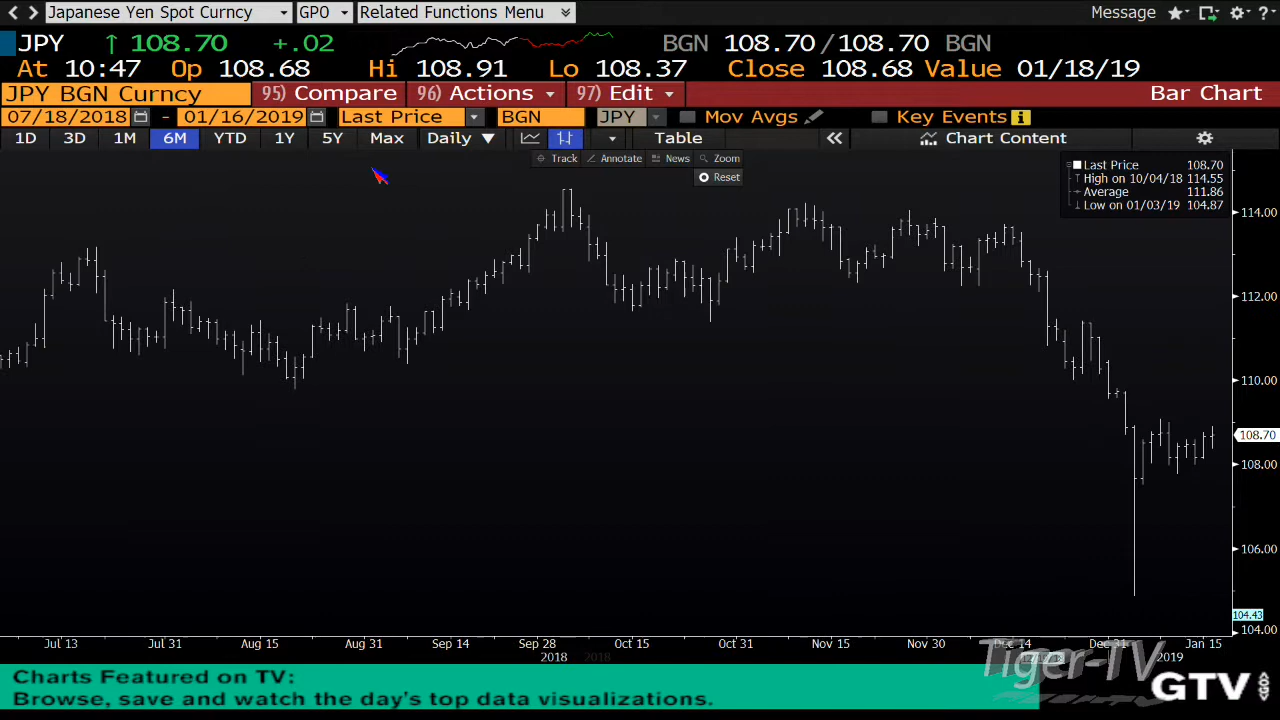 Japanese Yen Spot Curncy GPO Related Functions Menu Message ?
JPY ↑ 108.70 +.02 BGN 108.70/108.70 BGN
At 10:47 Op 108.68 Hi 108.91 Lo 108.37 Close 108.68 Value 01/18/19
JPY BGN Curncy 95) Compare 96) Actions 97) Edit Bar Chart
07/18/2018 - 01/16/2019 Last Price BGN JPY Mov Avgs Key Events i
1D 3D 1M 6M YTD 1Y 5Y Max Daily ▼ Table « Chart Content
Track Annotate News Zoom
Reset
Last Price 108.70
High on 10/04/18 114.55
Average 111.86
Low on 01/03/19 104.87
114.00
112.00
110.00
108.70
108.00
106.00
104.43
104.00
Jul 13 Jul 31 Aug 15 Aug 31 Sep 14 Sep 28 Oct 15 Oct 31 Nov 15 Nov 30 Dec 14 Dec 31 Jan 15
2018 2018 2019
Tiger-TV
Charts Featured on TV:
Browse, save and watch the day's top data visualizations.
GTV